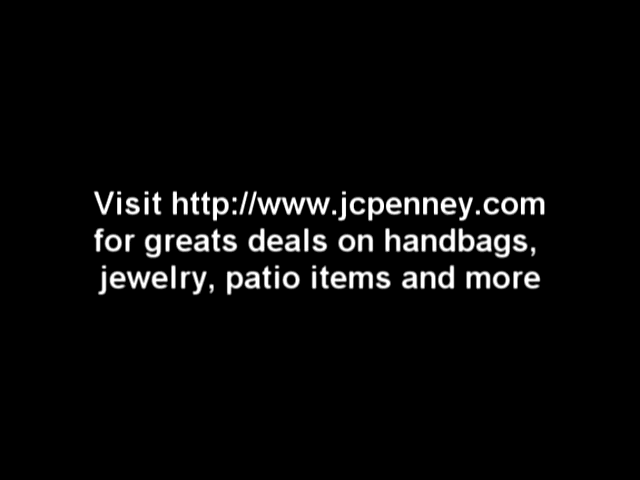 Visit http://www.jcpenney.com
for greats deals on handbags,
jewelry, patio items and more